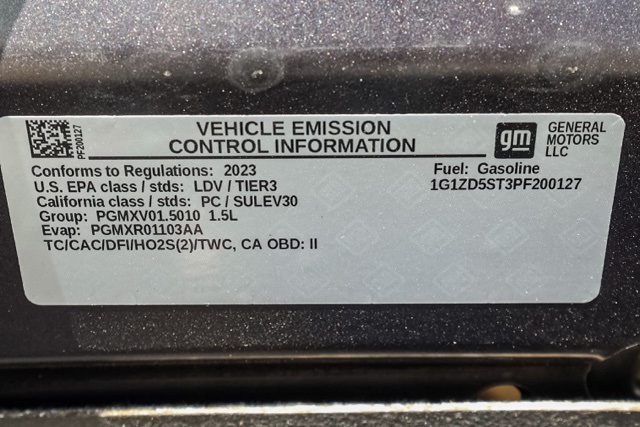 PF200127
VEHICLE EMISSION
CONTROL INFORMATION
gm
GENERAL
MOTORS
LLC
Conforms to Regulations: 2023
Fuel: Gasoline
U.S. EPA class / stds: LDV / TIER3
1G1ZD5ST3PF200127
California class / stds: PC / SULEV30
Group: PGMXV01.5010 1.5L
Evap: PGMXR01103AA
TC/CAC/DFI/HO2S(2)/TWC, CA OBD: II